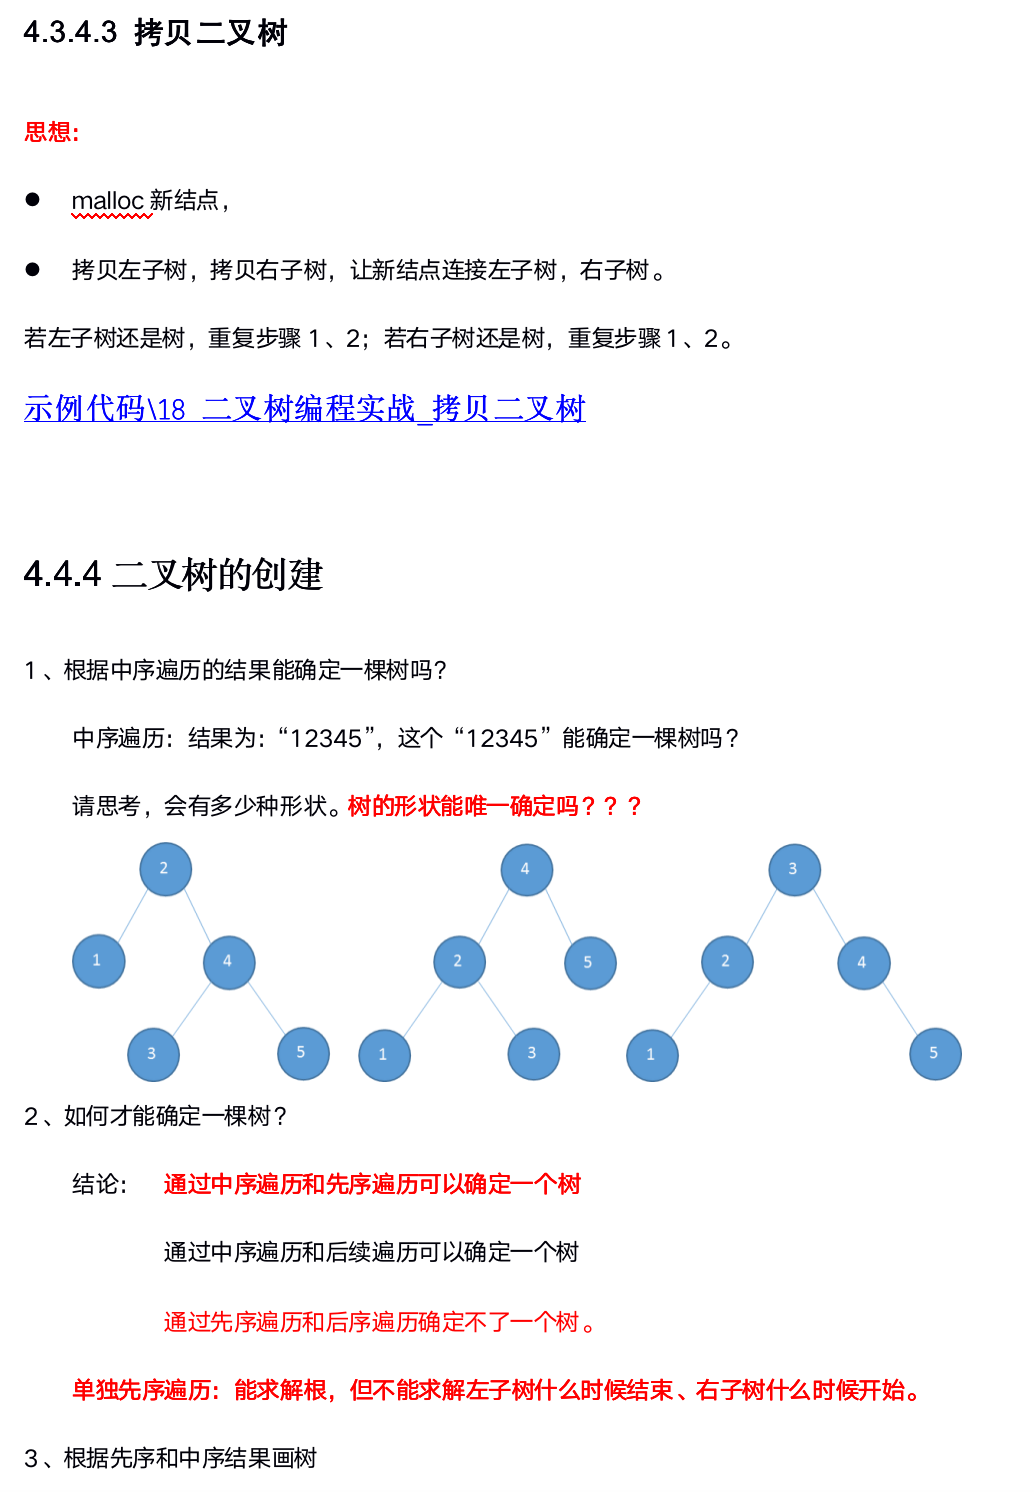 4.3.4.3 拷贝二叉树
思想:
● malloc 新结点，
● 拷贝左子树，拷贝右子树，让新结点连接左子树，右子树。
若左子树还是树，重复步骤 1、2；若右子树还是树，重复步骤 1、2。
示例代码\18 二叉树编程实战_拷贝二叉树
4.4.4 二叉树的创建
1、根据中序遍历的结果能确定一棵树吗?
中序遍历：结果为：“12345”，这个“12345”能确定一棵树吗？
请思考，会有多少种形状。树的形状能唯一确定吗？？？
2 4 3
1 4 2 5 2 4
3 5 1 3 1 5
2、如何才能确定一棵树？
结论： 通过中序遍历和先序遍历可以确定一个树
通过中序遍历和后续遍历可以确定一个树
通过先序遍历和后序遍历确定不了一个树。
单独先序遍历：能求解根，但不能求解左子树什么时候结束、右子树什么时候开始。
3、根据先序和中序结果画树